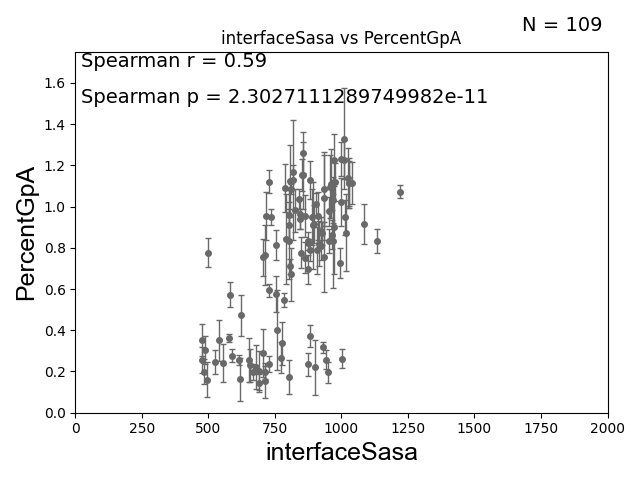 N = 109
interfaceSasa vs PercentGpA
Spearman r = 0.59
Spearman p = 2.3027111289749982e-11
PercentGpA
1.6
1.4
1.2
1.0
0.8
0.6
0.4
0.2
0.0
0 250 500 750 1000 1250 1500 1750 2000
interfaceSasa